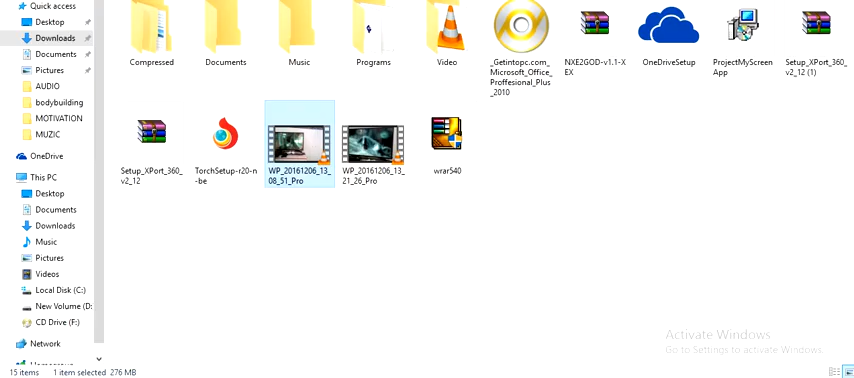 Quick access
Desktop
Downloads
Documents
Pictures
AUDIO
bodybuilding
MOTIVATION
MUZIC
OneDrive
This PC
Desktop
Documents
Downloads
Music
Pictures
Videos
Local Disk (C:)
New Volume (D:
CD Drive (F:)
Network
Compressed
Documents
Music
Programs
Video
_Getintopc.com_
Microsoft_Office_
Proffesional_Plus
_2010
NXE2GOD-v1.1-X
EX
OneDriveSetup
ProjectMyScreen
App
Setup_XPort_360_
v2_12 (1)
Setup_XPort_360_
v2_12
TorchSetup-r20-n
-be
WP_20161206_13_
08_51_Pro
WP_20161206_13_
21_26_Pro
wrar540
Activate Windows
Go to Settings to activate Windows.
15 items 1 item selected 276 MB